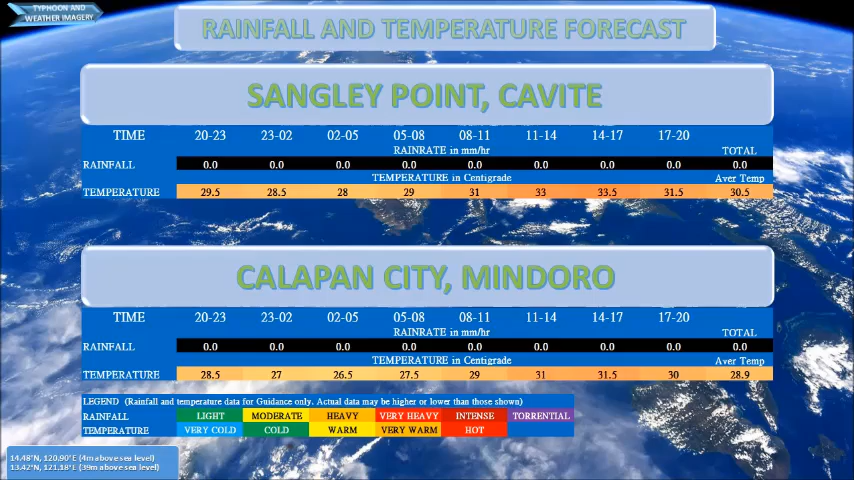 TYPHOON AND
WEATHER IMAGERY
RAINFALL AND TEMPERATURE FORECAST
SANGLEY POINT, CAVITE
TIME 20-23 23-02 02-05 05-08 08-11 11-14 14-17 17-20
RAINRATE in mm/hr TOTAL
RAINFALL 0.0 0.0 0.0 0.0 0.0 0.0 0.0 0.0 0.0
TEMPERATURE in Centigrade Aver Temp
TEMPERATURE 29.5 28.5 28 29 31 33 33.5 31.5 30.5
CALAPAN CITY, MINDORO
TIME 20-23 23-02 02-05 05-08 08-11 11-14 14-17 17-20
RAINRATE in mm/hr TOTAL
RAINFALL 0.0 0.0 0.0 0.0 0.0 0.0 0.0 0.0 0.0
TEMPERATURE in Centigrade Aver Temp
TEMPERATURE 28.5 27 26.5 27.5 29 31 31.5 30 28.9
LEGEND (Rainfall and temperature data for Guidance only. Actual data may be higher or lower than those shown)
RAINFALL LIGHT MODERATE HEAVY VERY HEAVY INTENSE TORRENTIAL
TEMPERATURE VERY COLD COLD WARM VERY WARM HOT
14.48°N, 120.90°E (4m above sea level)
13.42°N, 121.18°E (39m above sea level)